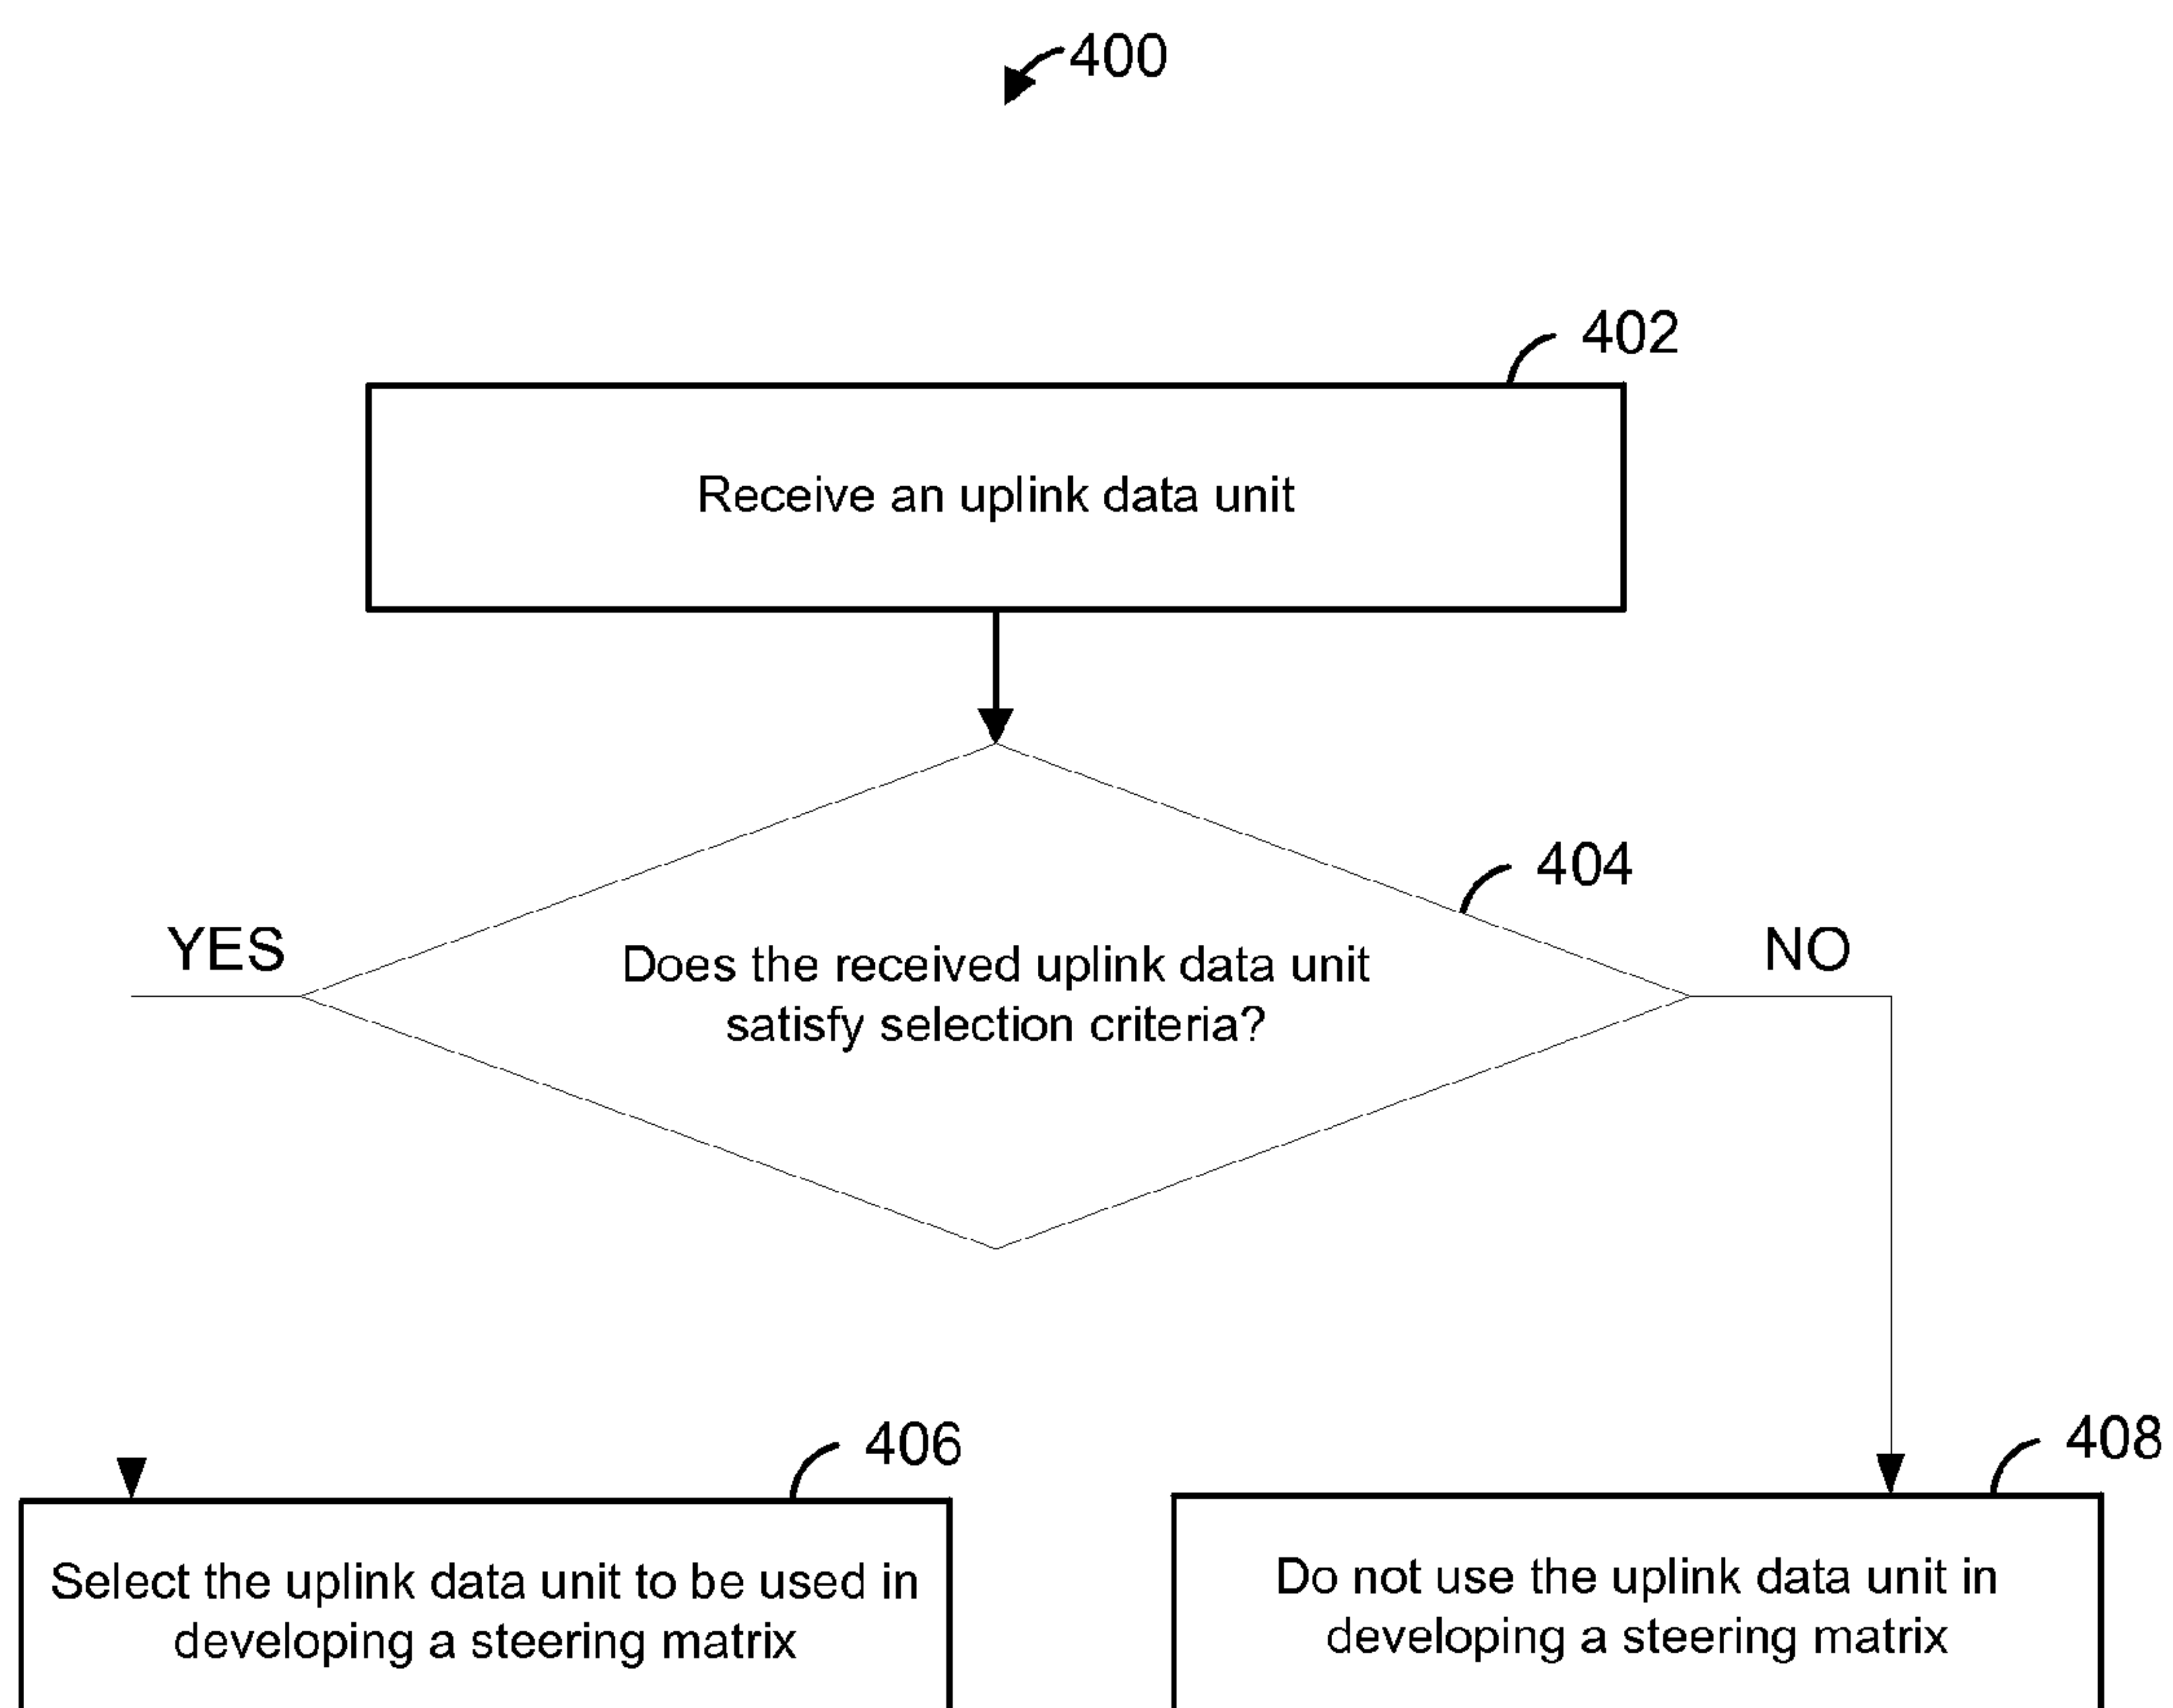 400
402
Receive an uplink data unit
404
YES
NO
Does the received uplink data unit
satisfy selection criteria?
406
408
Select the uplink data unit to be used in
developing a steering matrix
Do not use the uplink data unit in
developing a steering matrix